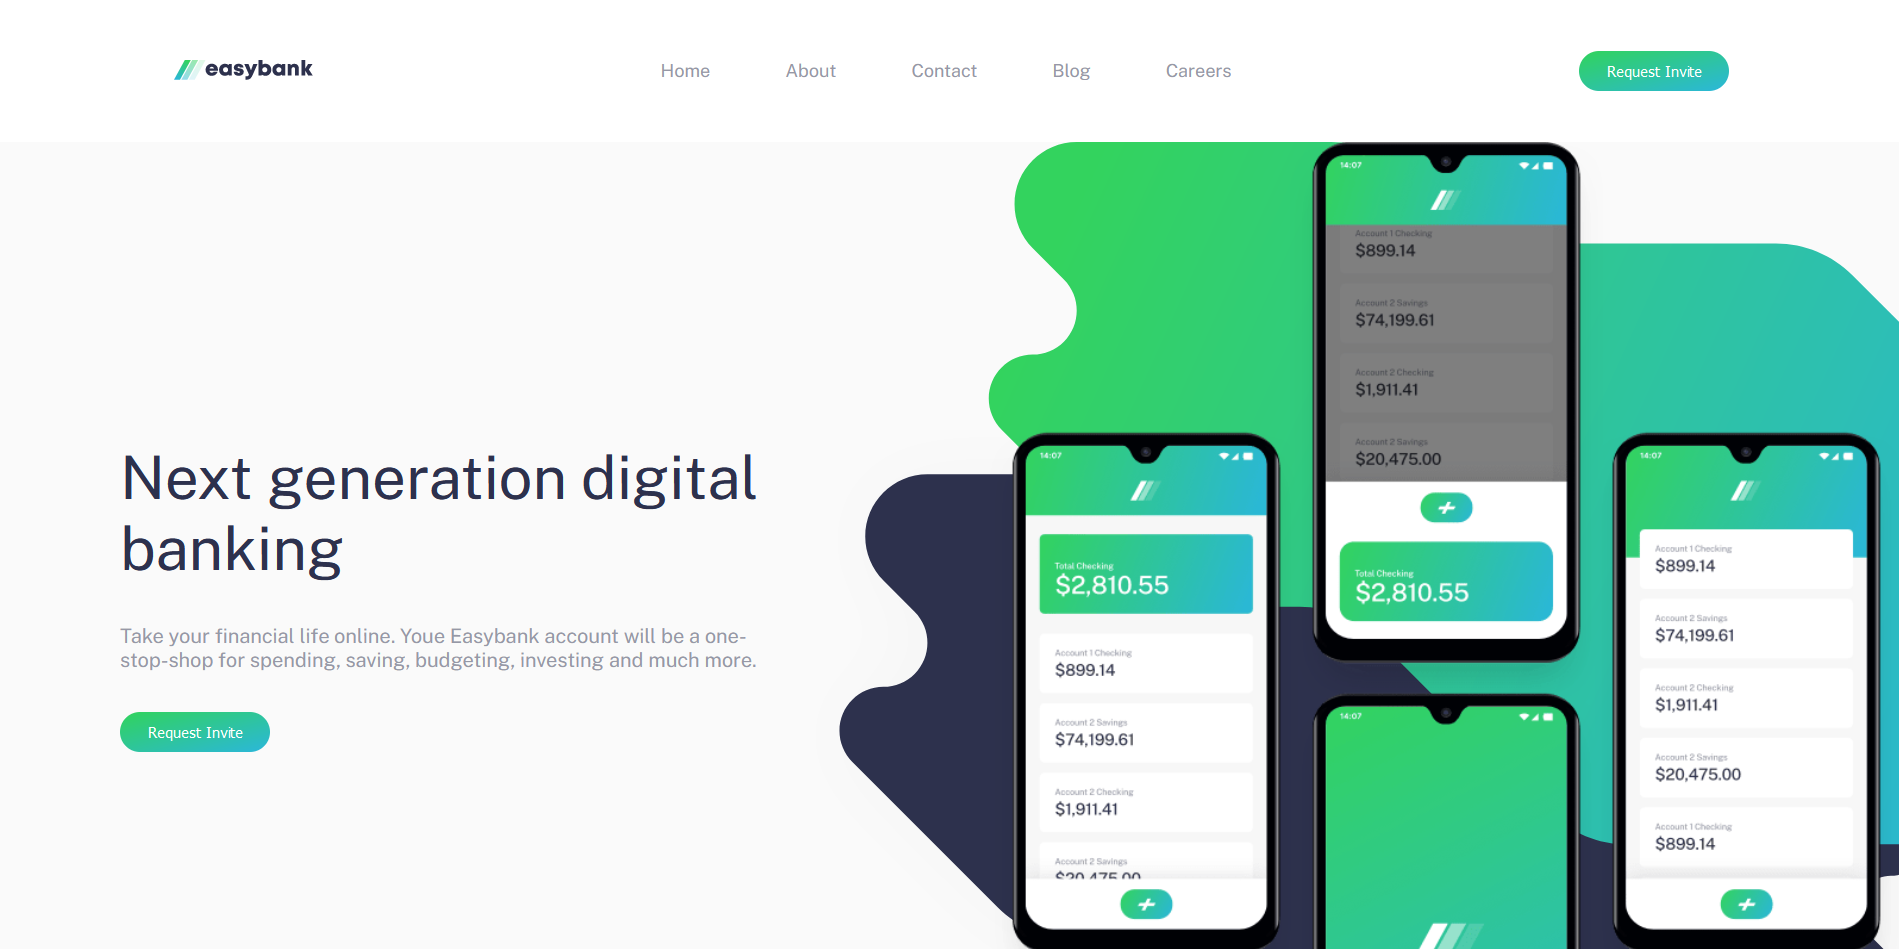 easybank
Home
About
Contact
Blog
Careers
Request Invite
Next generation digital
banking
Take your financial life online. Youe Easybank account will be a one-
stop-shop for spending, saving, budgeting, investing and much more.
Request Invite
14:07
Account 1 Checking
$899.14
Account 2 Savings
$74,199.61
Account 2 Checking
$1,911.41
Account 2 Savings
$20,475.00
Total Checking
$2,810.55
14:07
Total Checking
$2,810.55
Account 1 Checking
$899.14
Account 2 Savings
$74,199.61
Account 2 Checking
$1,911.41
Account 2 Savings
$20,475.00
14:07
Account 1 Checking
$899.14
Account 2 Savings
$74,199.61
Account 2 Checking
$1,911.41
Account 2 Savings
$20,475.00
Account 1 Checking
$899.14
14:07